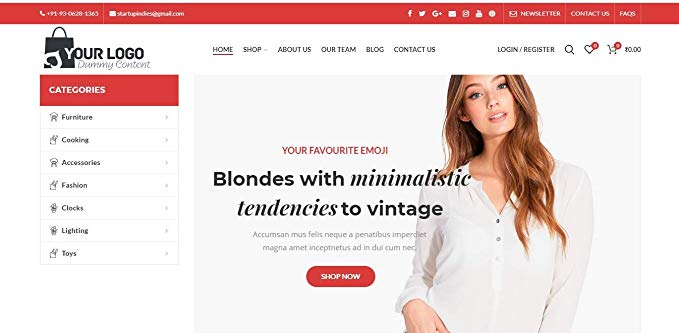 +91-93-0628-1365 startupindies@gmail.com NEWSLETTER CONTACT US FAQS
YOUR LOGO
Dummy Content
HOME SHOP ABOUT US OUR TEAM BLOG CONTACT US LOGIN / REGISTER 0 0 ₹0.00
CATEGORIES
Furniture
Cooking
Accessories
Fashion
Clocks
Lighting
Toys
YOUR FAVOURITE EMOJI
Blondes with minimalistic
tendencies to vintage
Accumsan mus felis neque a penatibus imperdiet
magna amet inceptnetus ad in dui cum nec.
SHOP NOW